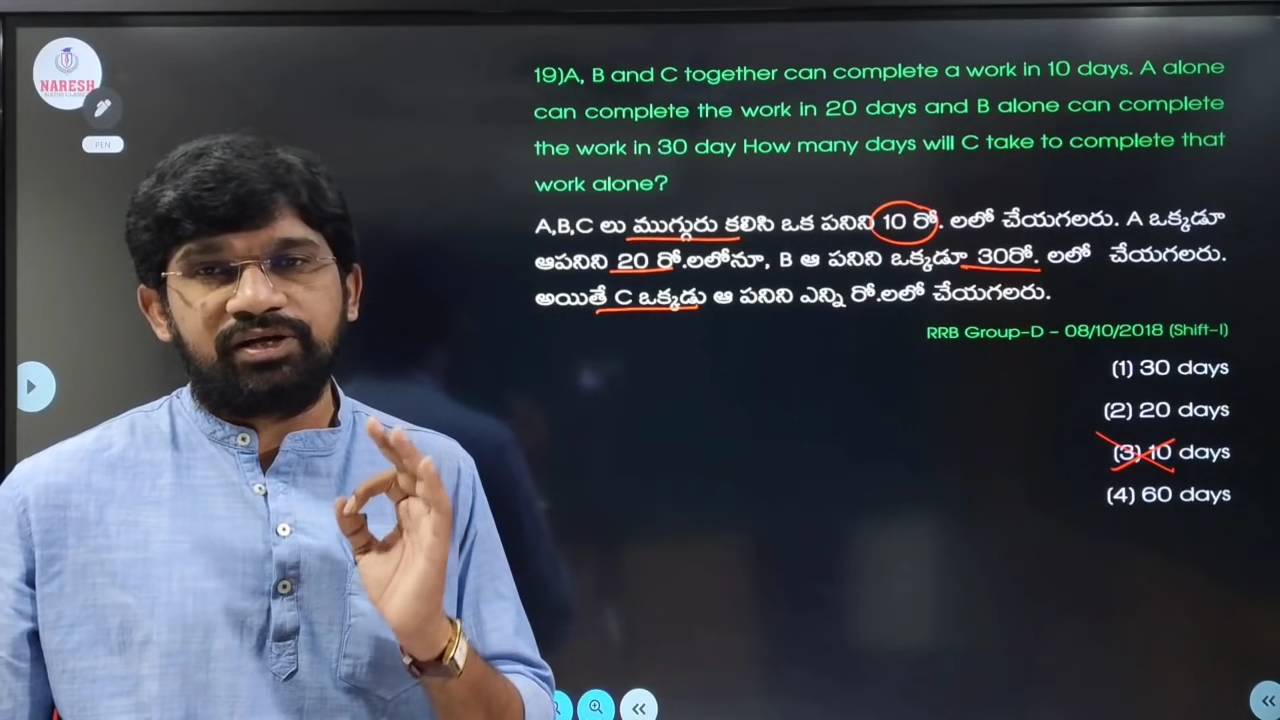 NARESH
MATHS CLASSES
PEN
19)A, B and C together can complete a work in 10 days. A alone
can complete the work in 20 days and B alone can complete
the work in 30 day How many days will C take to complete that
work alone?
A,B,C లు ముగ్గురు కలిసి ఒక పనిని 10 రో. లలో చేయగలరు. A ఒక్కడూ
ఆపనిని 20 రో.లలోనూ, B ఆ పనిని ఒక్కడూ 30రో. లలో చేయగలరు.
అయితే C ఒక్కడు ఆ పనిని ఎన్ని రో.లలో చేయగలరు.
RRB Group-D - 08/10/2018 (Shift-I)
(1) 30 days
(2) 20 days
(3) 10 days
(4) 60 days